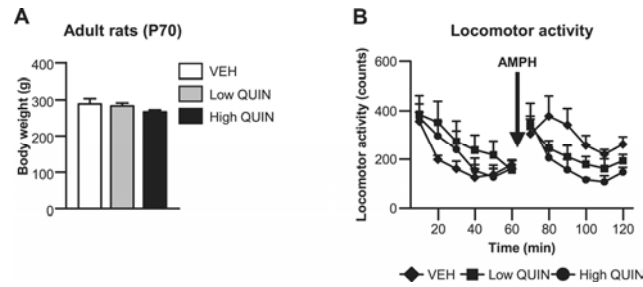 A
Adult rats (P70)
Body weight (g)
400
300
200
100
0
VEH
Low QUIN
High QUIN
B
Locomotor activity
AMPH
Locomotor activity (counts)
600
400
200
0
20 40 60 80 100 120
Time (min)
VEH Low QUIN High QUIN